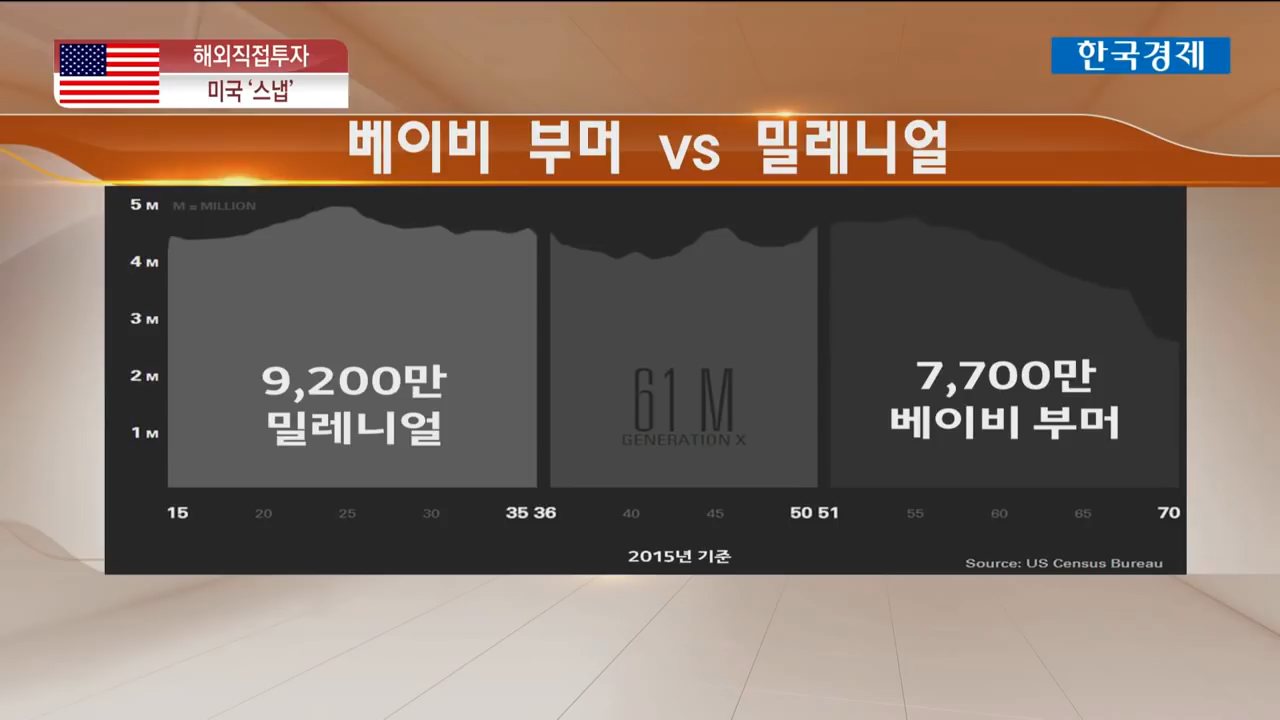 해외직접투자
미국 ‘스냅’
한국경제
베이비 부머 vs 밀레니얼
5 M M = MILLION
4 M
3 M
2 M
1 M
9,200만
밀레니얼
61 M
GENERATION X
7,700만
베이비 부머
15 20 25 30 35 36 40 45 50 51 55 60 65 70
2015년 기준
Source: US Census Bureau